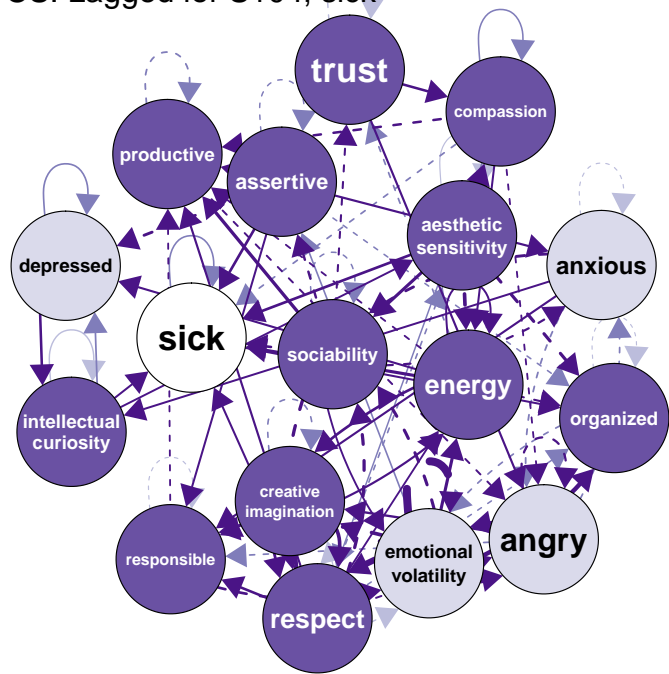 trust
compassion
productive
assertive
aesthetic
sensitivity
depressed
anxious
sick
sociability
energy
intellectual
curiosity
organized
creative
imagination
angry
emotional
volatility
responsible
respect